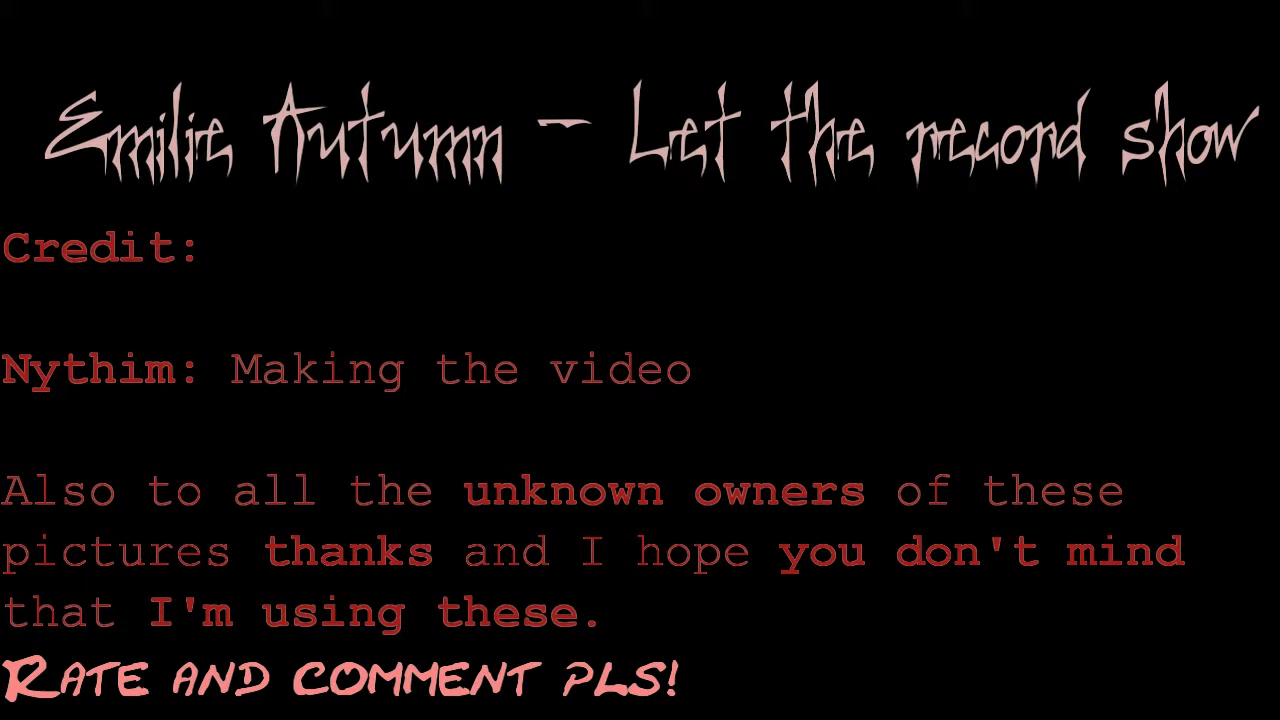 Emilie Autumn - Let the record show
Credit:
Nythim: Making the video
Also to all the unknown owners of these
pictures thanks and I hope you don't mind
that I'm using these.
Rate and comment pls!